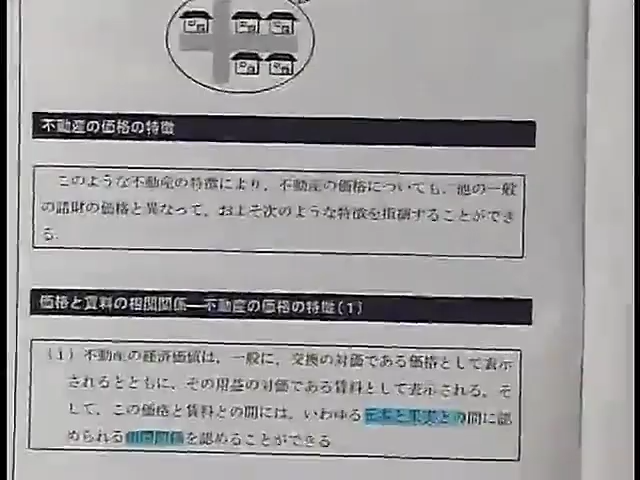 不動産の価格の特徴
このような不動産の特徴により、不動産の価格についても、他の一般
の諸財の価格と異なって、およそ次のような特徴を指摘することができ
る。
価格と賃料の相関関係―不動産の価格の特徴(1)
(1) 不動産の経済価値は、一般に、交換の対価である価格として表示
されるとともに、その用益の対価である賃料として表示される。そ
して、この価格と賃料との間には、いわゆる元本と果実との間に認
められる相関関係を認めることができる